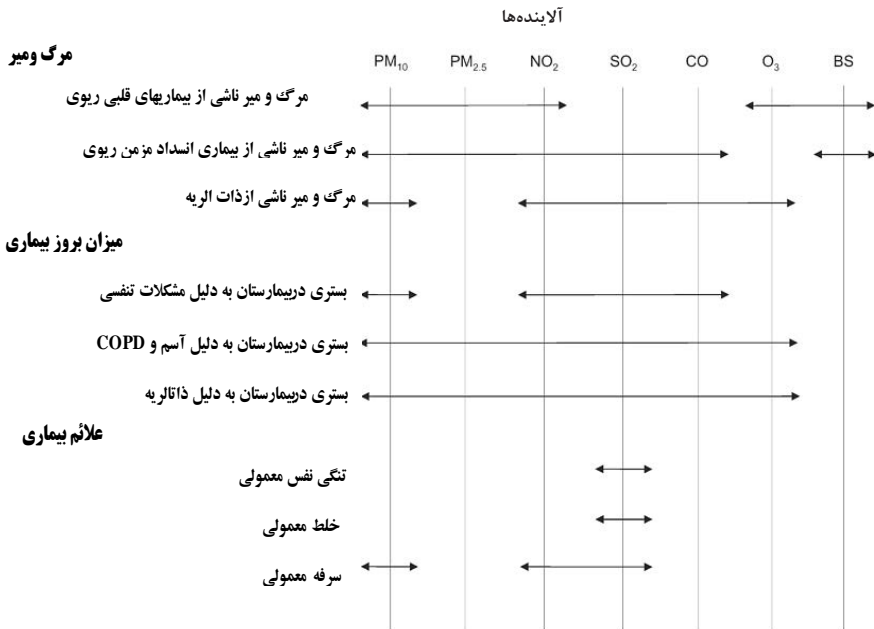 آلاینده‌ها
مرگ ومیر
PM₁₀ PM₂.₅ NO₂ SO₂ CO O₃ BS
مرگ و میر ناشی از بیماریهای قلبی ریوی
مرگ و میر ناشی از بیماری انسداد مزمن ریوی
مرگ و میر ناشی ازذات الریه
میزان بروز بیماری
بستری دربیمارستان به دلیل مشکلات تنفسی
بستری دربیمارستان به دلیل آسم و COPD
بستری دربیمارستان به دلیل ذاتالریه
علائم بیماری
تنگی نفس معمولی
خلط معمولی
سرفه معمولی